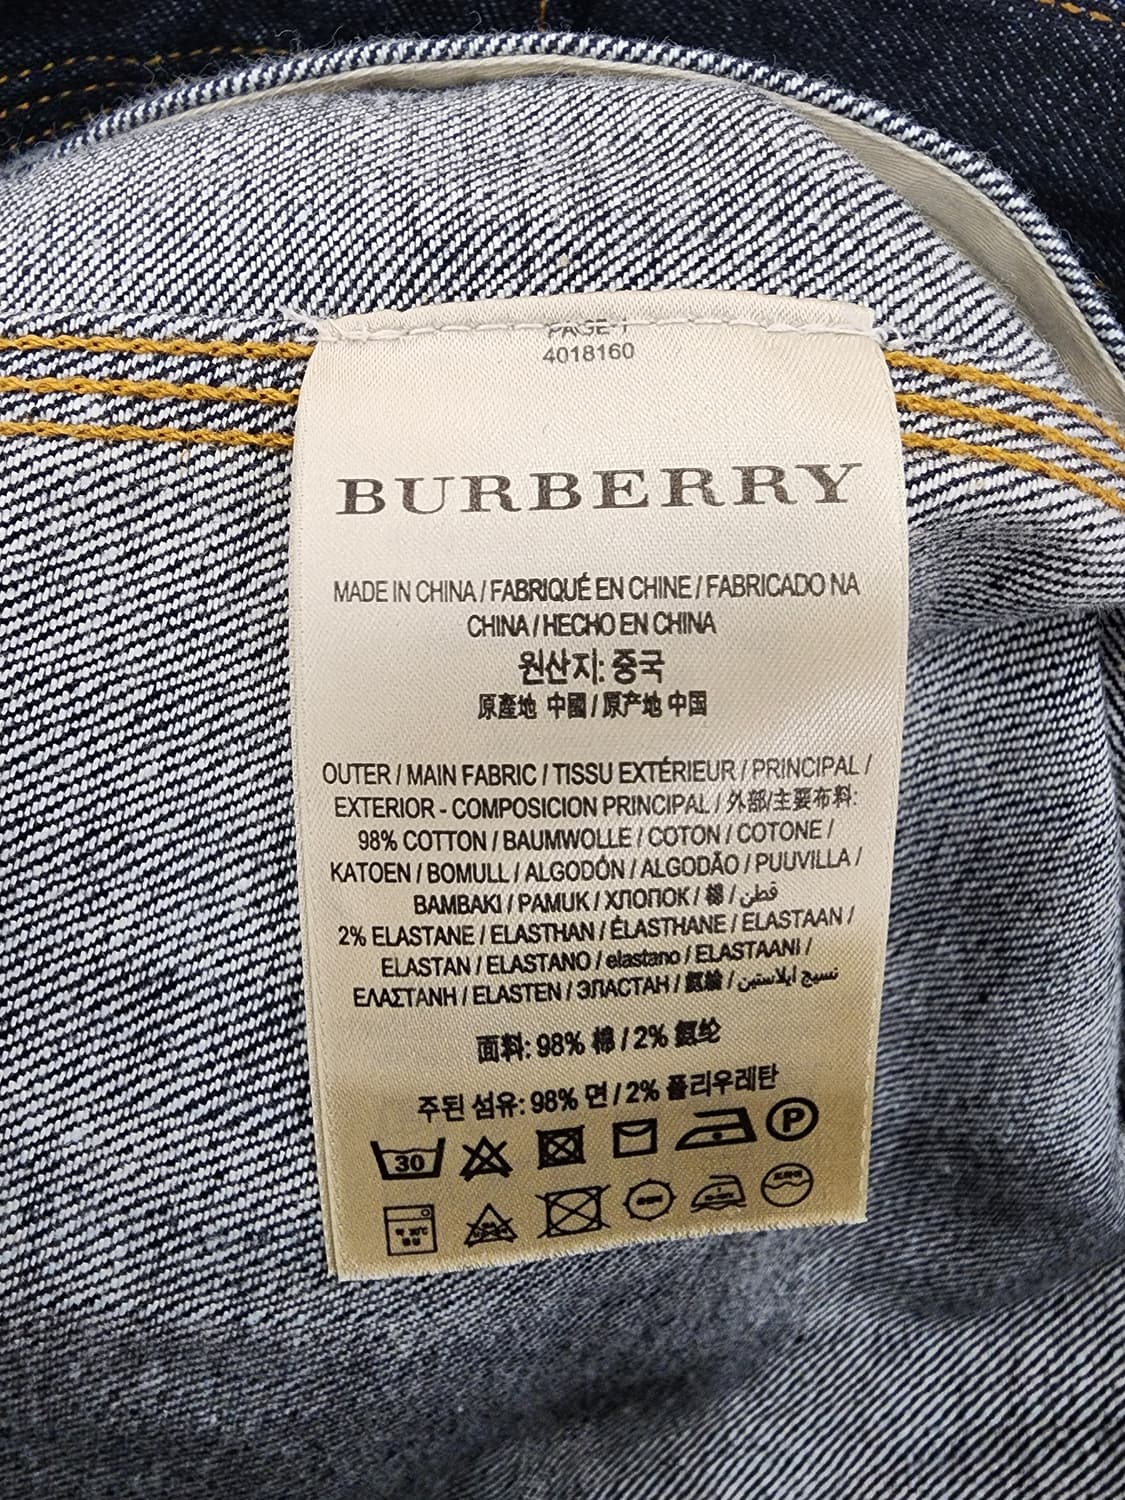 PAGE-1
4018160
BURBERRY
MADE IN CHINA / FABRIQUÉ EN CHINE / FABRICADO NA
CHINA / HECHO EN CHINA
원산지: 중국
原產地 中國 / 原产地 中国
OUTER / MAIN FABRIC / TISSU EXTÉRIEUR / PRINCIPAL /
EXTERIOR - COMPOSICION PRINCIPAL / 外部/主要布料:
98% COTTON / BAUMWOLLE / COTON / COTONE /
KATOEN / BOMULL / ALGODÓN / ALGODÃO / PUUVILLA /
BAMBAKI / PAMUK / ХЛОПОК / 棉 / قطن
2% ELASTANE / ELASTHAN / ÉLASTHANE / ELASTAAN /
ELASTAN / ELASTANO / elastano / ELASTAANI /
ΕΛΑΣΤΑΝΗ / ELASTEN / ЭЛАСТАН / 氨綸 / نسيج ايلاستين
面料: 98% 棉 / 2% 氨纶
주된 섬유: 98% 면 / 2% 폴리우레탄
30 P